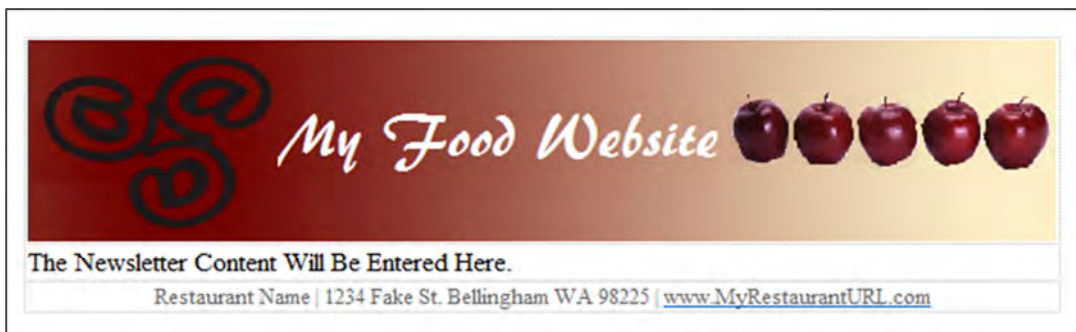 My Food Website
The Newsletter Content Will Be Entered Here.
Restaurant Name | 1234 Fake St. Bellingham WA 98225 | www.MyRestaurantURL.com